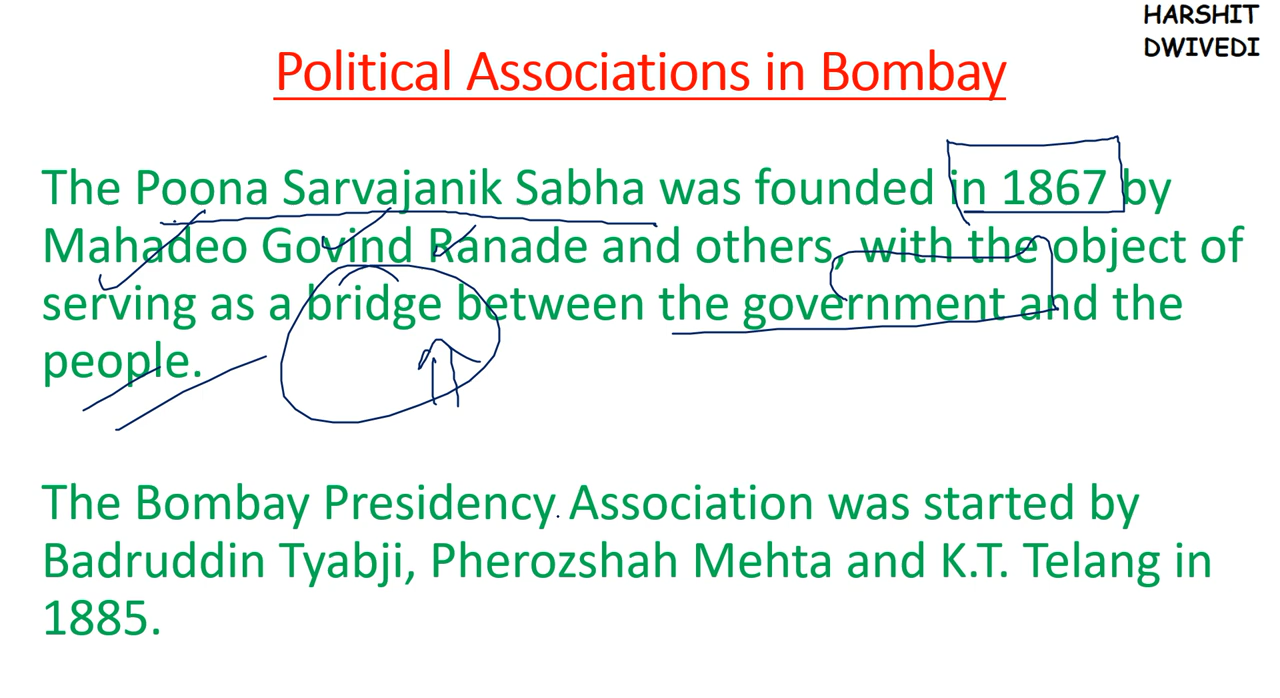 HARSHIT
DWIVEDI
Political Associations in Bombay
The Poona Sarvajanik Sabha was founded in 1867 by
Mahadeo Govind Ranade and others, with the object of
serving as a bridge between the government and the
people.
The Bombay Presidency Association was started by
Badruddin Tyabji, Pherozshah Mehta and K.T. Telang in
1885.